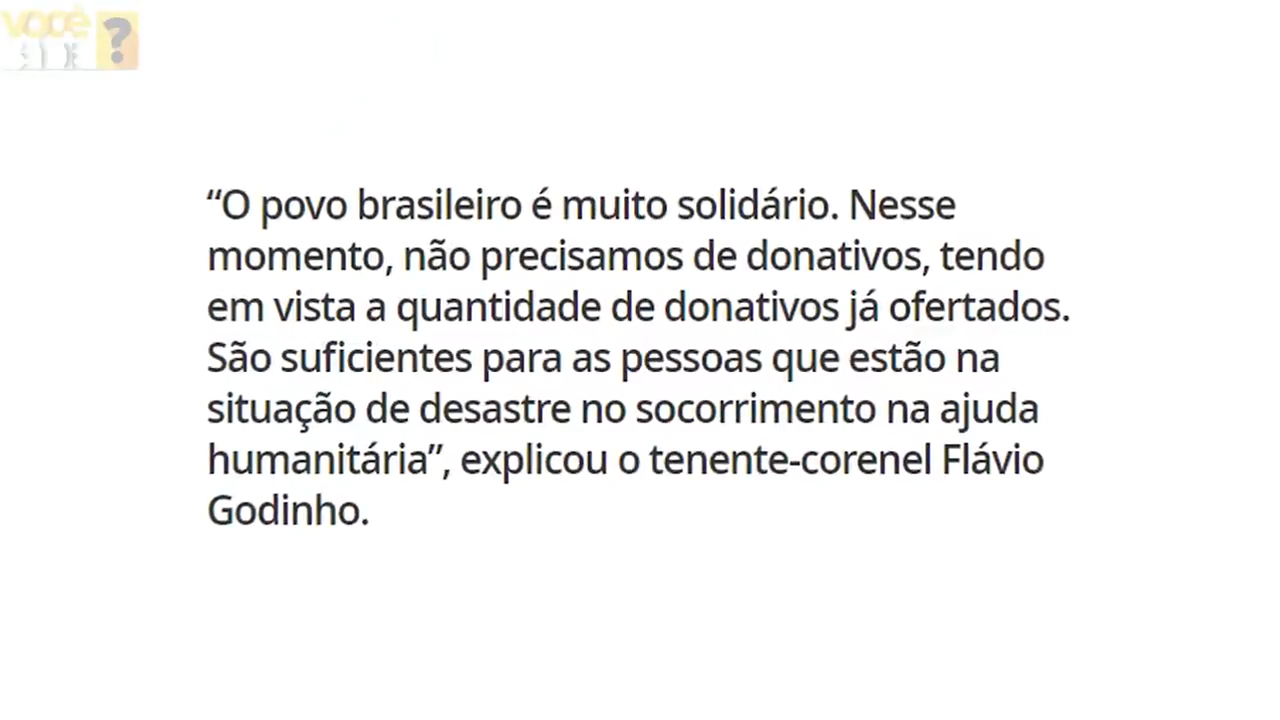 você
?
“O povo brasileiro é muito solidário. Nesse
momento, não precisamos de donativos, tendo
em vista a quantidade de donativos já ofertados.
São suficientes para as pessoas que estão na
situação de desastre no socorrimento na ajuda
humanitária”, explicou o tenente-corenel Flávio
Godinho.